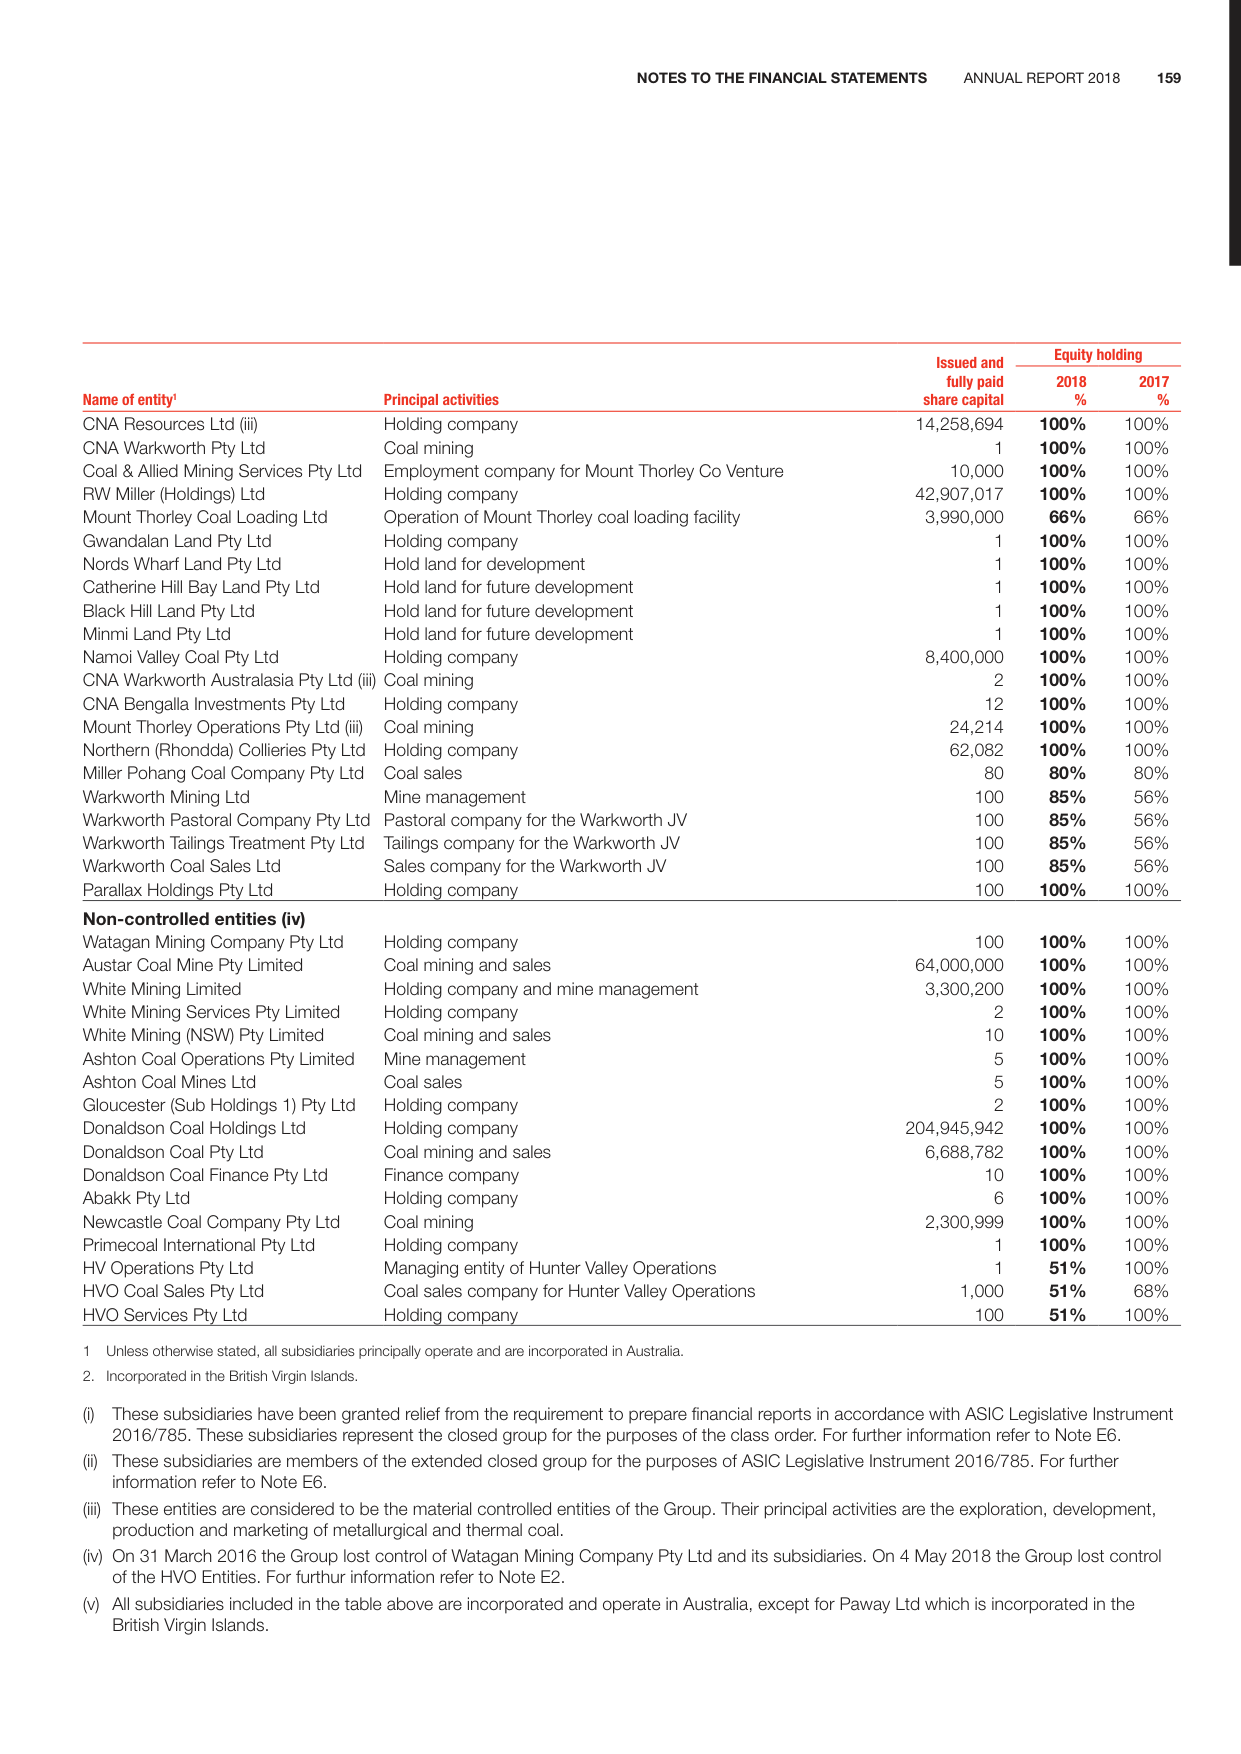 NOTES TO THE FINANCIAL STATEMENTS ANNUAL REPORT 2018 159
Equity holding
Issued and
fully paid 2018 2017
Name of entity1 Principal activities share capital % %
CNA Resources Ltd (iii) Holding company 14,258,694 100% 100%
CNA Warkworth Pty Ltd Coal mining 1 100% 100%
Coal & Allied Mining Services Pty Ltd Employment company for Mount Thorley Co Venture 10,000 100% 100%
RW Miller (Holdings) Ltd Holding company 42,907,017 100% 100%
Mount Thorley Coal Loading Ltd Operation of Mount Thorley coal loading facility 3,990,000 66% 66%
Gwandalan Land Pty Ltd Holding company 1 100% 100%
Nords Wharf Land Pty Ltd Hold land for development 1 100% 100%
Catherine Hill Bay Land Pty Ltd Hold land for future development 1 100% 100%
Black Hill Land Pty Ltd Hold land for future development 1 100% 100%
Minmi Land Pty Ltd Hold land for future development 1 100% 100%
Namoi Valley Coal Pty Ltd Holding company 8,400,000 100% 100%
CNA Warkworth Australasia Pty Ltd (iii) Coal mining 2 100% 100%
CNA Bengalla Investments Pty Ltd Holding company 12 100% 100%
Mount Thorley Operations Pty Ltd (iii) Coal mining 24,214 100% 100%
Northern (Rhondda) Collieries Pty Ltd Holding company 62,082 100% 100%
Miller Pohang Coal Company Pty Ltd Coal sales 80 80% 80%
Warkworth Mining Ltd Mine management 100 85% 56%
Warkworth Pastoral Company Pty Ltd Pastoral company for the Warkworth JV 100 85% 56%
Warkworth Tailings Treatment Pty Ltd Tailings company for the Warkworth JV 100 85% 56%
Warkworth Coal Sales Ltd Sales company for the Warkworth JV 100 85% 56%
Parallax Holdings Pty Ltd Holding company 100 100% 100%
Non-controlled entities (iv)
Watagan Mining Company Pty Ltd Holding company 100 100% 100%
Austar Coal Mine Pty Limited Coal mining and sales 64,000,000 100% 100%
White Mining Limited Holding company and mine management 3,300,200 100% 100%
White Mining Services Pty Limited Holding company 2 100% 100%
White Mining (NSW) Pty Limited Coal mining and sales 10 100% 100%
Ashton Coal Operations Pty Limited Mine management 5 100% 100%
Ashton Coal Mines Ltd Coal sales 5 100% 100%
Gloucester (Sub Holdings 1) Pty Ltd Holding company 2 100% 100%
Donaldson Coal Holdings Ltd Holding company 204,945,942 100% 100%
Donaldson Coal Pty Ltd Coal mining and sales 6,688,782 100% 100%
Donaldson Coal Finance Pty Ltd Finance company 10 100% 100%
Abakk Pty Ltd Holding company 6 100% 100%
Newcastle Coal Company Pty Ltd Coal mining 2,300,999 100% 100%
Primecoal International Pty Ltd Holding company 1 100% 100%
HV Operations Pty Ltd Managing entity of Hunter Valley Operations 1 51% 100%
HVO Coal Sales Pty Ltd Coal sales company for Hunter Valley Operations 1,000 51% 68%
HVO Services Pty Ltd Holding company 100 51% 100%
1 Unless otherwise stated, all subsidiaries principally operate and are incorporated in Australia.
2. Incorporated in the British Virgin Islands.
(i) These subsidiaries have been granted relief from the requirement to prepare financial reports in accordance with ASIC Legislative Instrument
2016/785. These subsidiaries represent the closed group for the purposes of the class order. For further information refer to Note E6.
(ii) These subsidiaries are members of the extended closed group for the purposes of ASIC Legislative Instrument 2016/785. For further
information refer to Note E6.
(iii) These entities are considered to be the material controlled entities of the Group. Their principal activities are the exploration, development,
production and marketing of metallurgical and thermal coal.
(iv) On 31 March 2016 the Group lost control of Watagan Mining Company Pty Ltd and its subsidiaries. On 4 May 2018 the Group lost control
of the HVO Entities. For furthur information refer to Note E2.
(v) All subsidiaries included in the table above are incorporated and operate in Australia, except for Paway Ltd which is incorporated in the
British Virgin Islands.